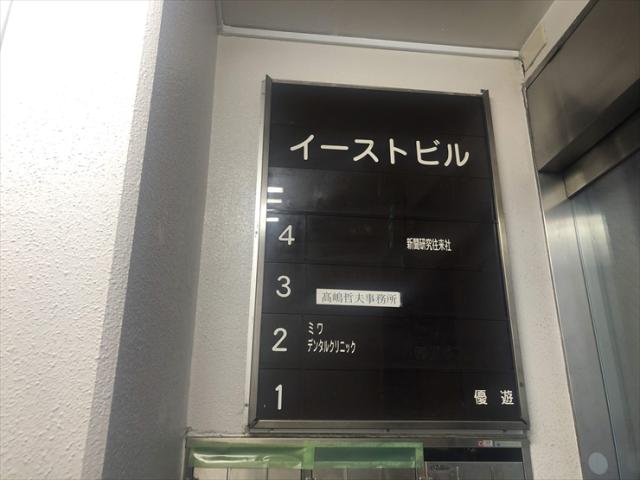 イーストビル
4 新聞研究往来社
3 高嶋哲夫事務所
2 ミワ
デンタルクリニック
1 優遊